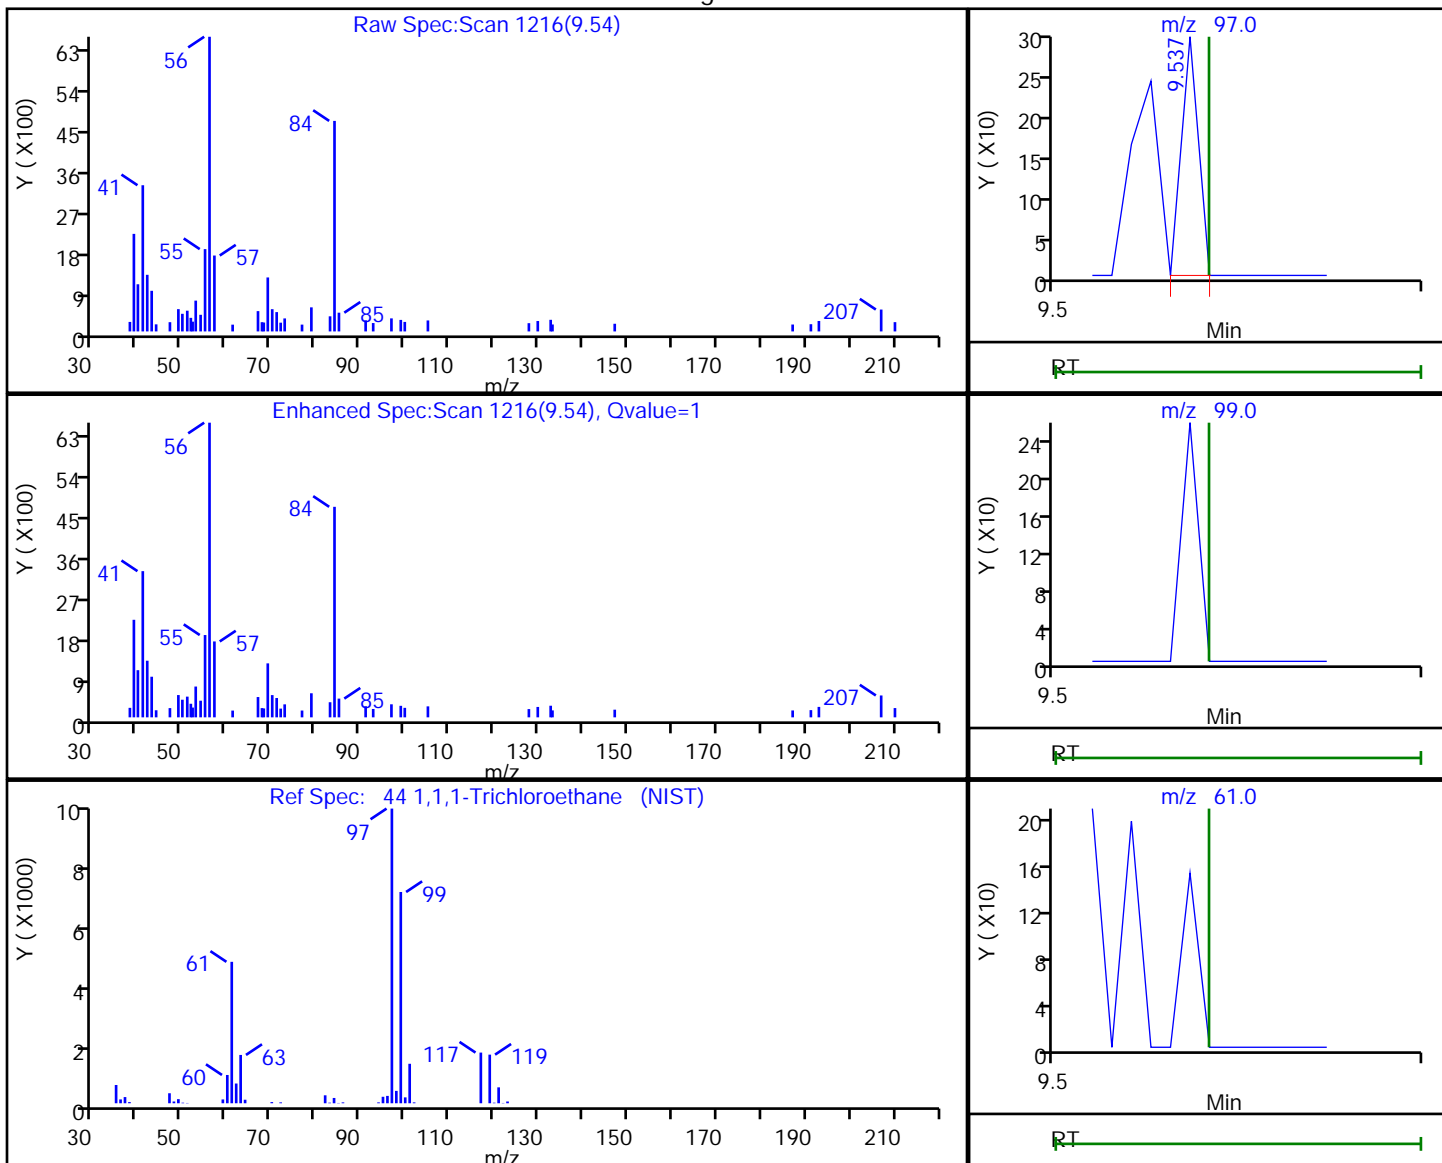 Raw Spec:Scan 1216(9.54)
Y ( X100)
63
54
45
36
27
18
9
0
56
84
41
55
57
85
207
30 50 70 90 110 130 150 170 190 210
m/z
m/z 97.0
Y ( X10)
30
25
20
15
10
5
0
9.537
9.5
Min
RT
Enhanced Spec:Scan 1216(9.54), Qvalue=1
Y ( X100)
63
54
45
36
27
18
9
0
56
84
41
55
57
85
207
30 50 70 90 110 130 150 170 190 210
m/z
m/z 99.0
Y ( X10)
24
20
16
12
8
4
0
9.5
Min
RT
Ref Spec: 44 1,1,1-Trichloroethane (NIST)
Y ( X1000)
10
8
6
4
2
0
97
99
61
60
63
117
119
30 50 70 90 110 130 150 170 190 210
m/z
m/z 61.0
Y ( X10)
20
16
12
8
4
0
9.5
Min
RT